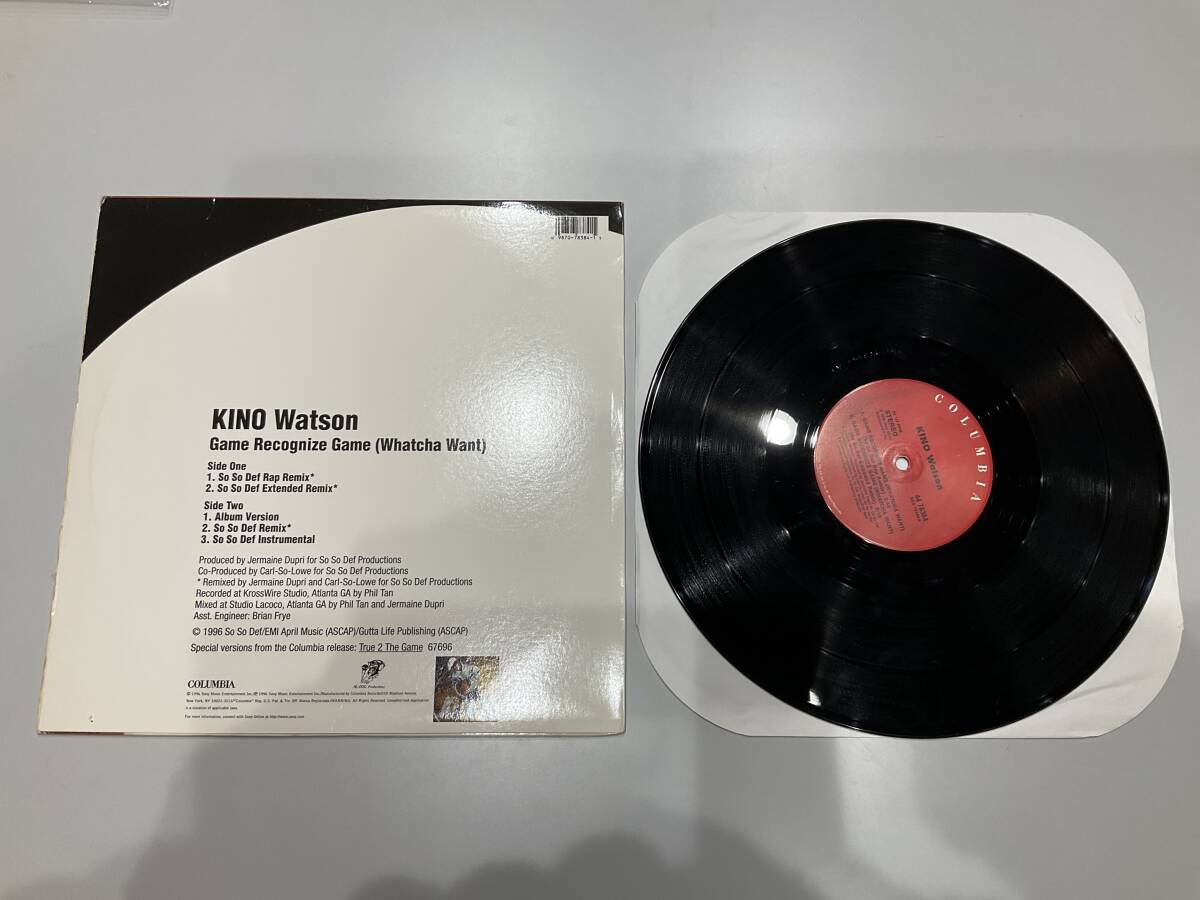 9870-78384-1
KINO Watson
Game Recognize Game (Whatcha Want)
Side One
1. So So Def Rap Remix*
2. So So Def Extended Remix*
Side Two
1. Album Version
2. So So Def Remix*
3. So So Def Instrumental
Produced by Jermaine Dupri for So So Def Productions
Co-Produced by Carl-So-Lowe for So So Def Productions
* Remixed by Jermaine Dupri and Carl-So-Lowe for So So Def Productions
Recorded at KrossWire Studio, Atlanta GA by Phil Tan
Mixed at Studio Lacoco, Atlanta GA by Phil Tan and Jermaine Dupri
Asst. Engineer: Brian Frye
© 1996 So So Def/EMI April Music (ASCAP)/Gutta Life Publishing (ASCAP)
Special versions from the Columbia release: True 2 The Game 67696
COLUMBIA
COLUMBIA
KINO Watson
STEREO
44 78384